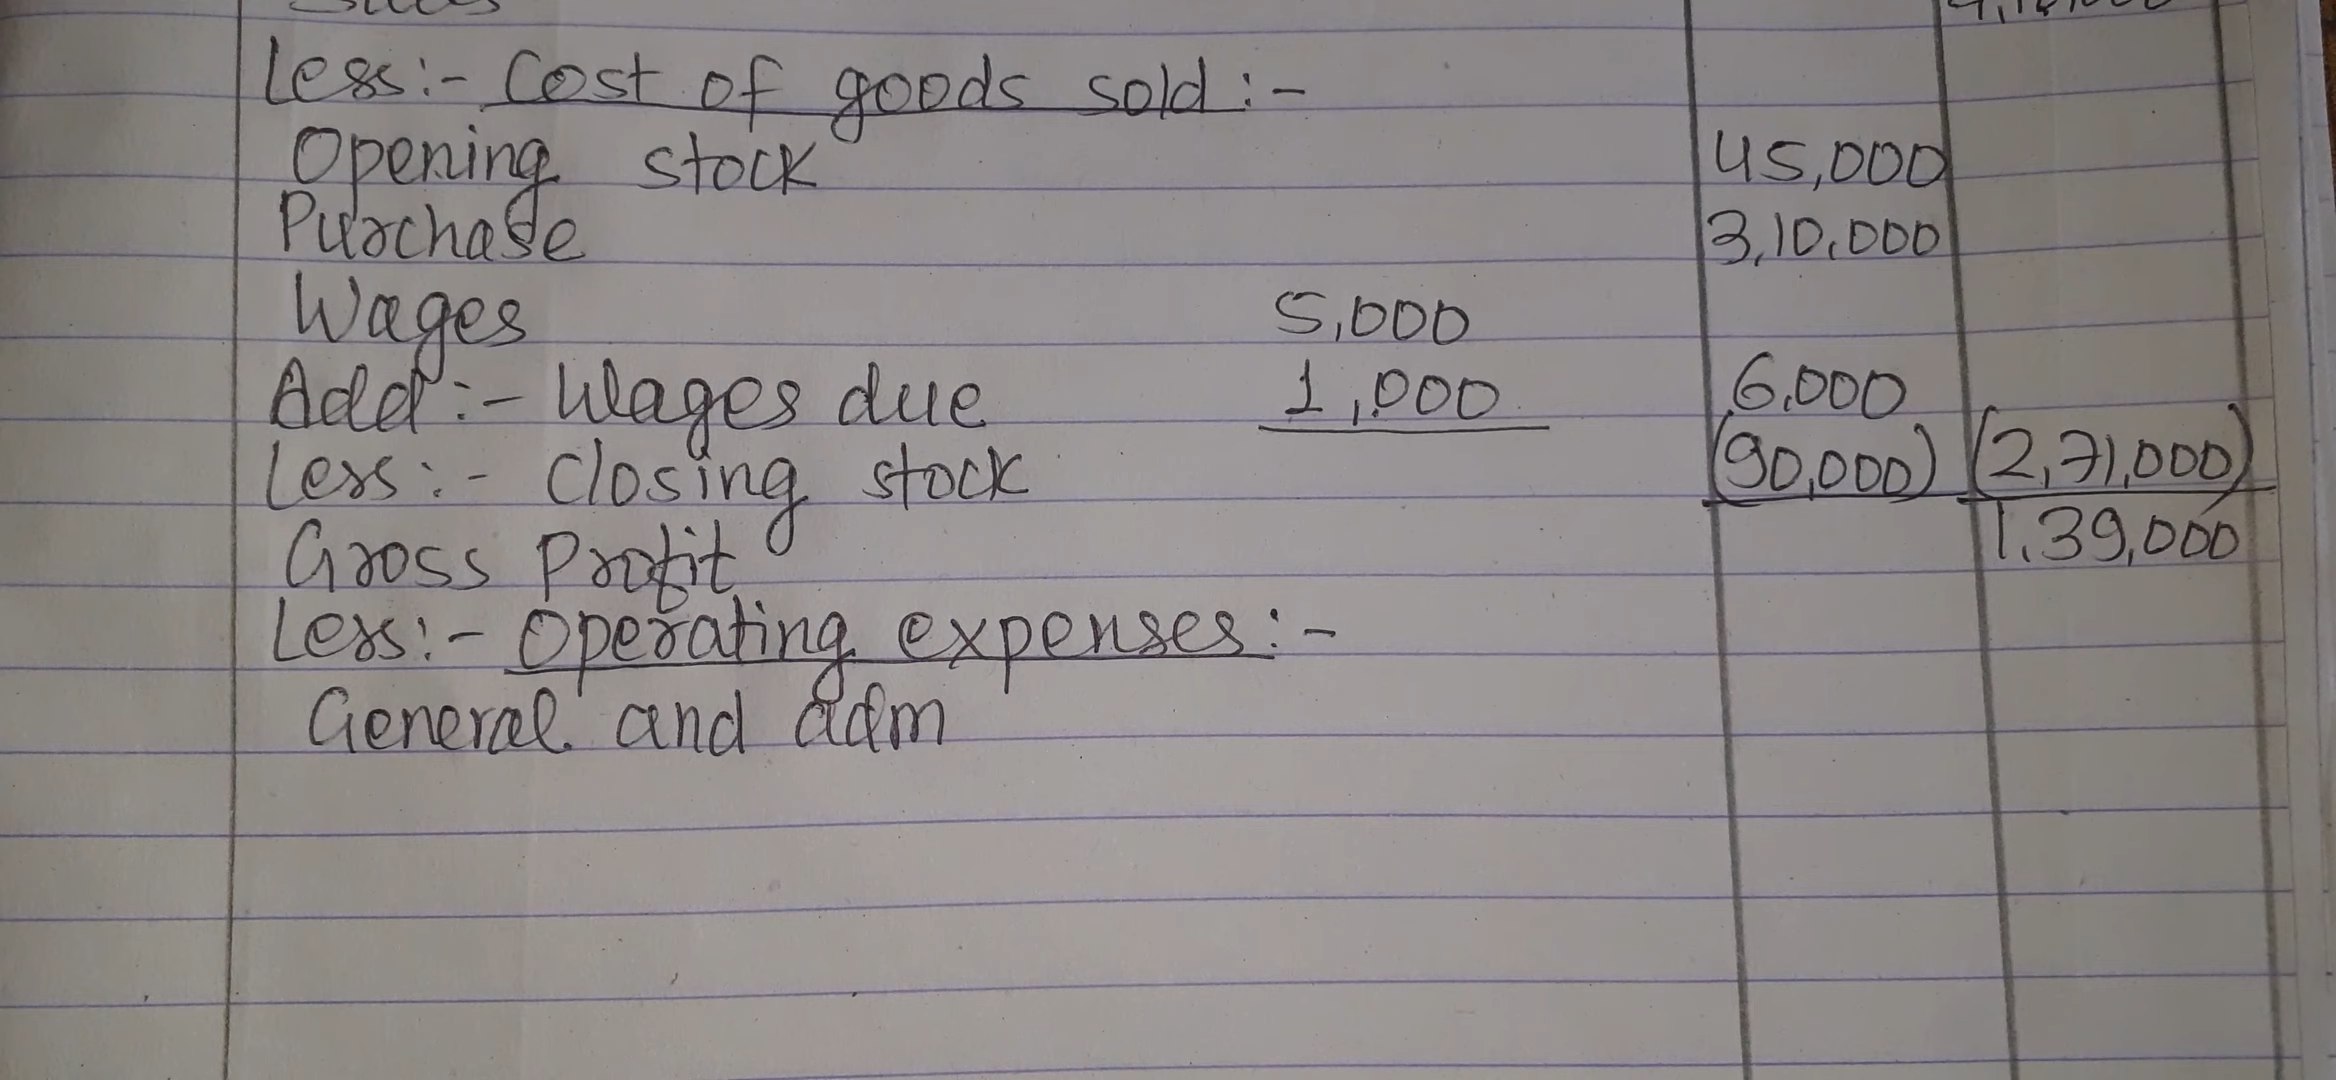 Less:- Cost of goods sold:-
Opening stock 45,000
Purchase 3,10,000
Wages 5,000
Add:- Wages due 1,000 6,000
Less:- Closing stock (90,000) (2,71,000)
Gross Profit 1,39,000
Less:- Operating expenses:-
General and adm